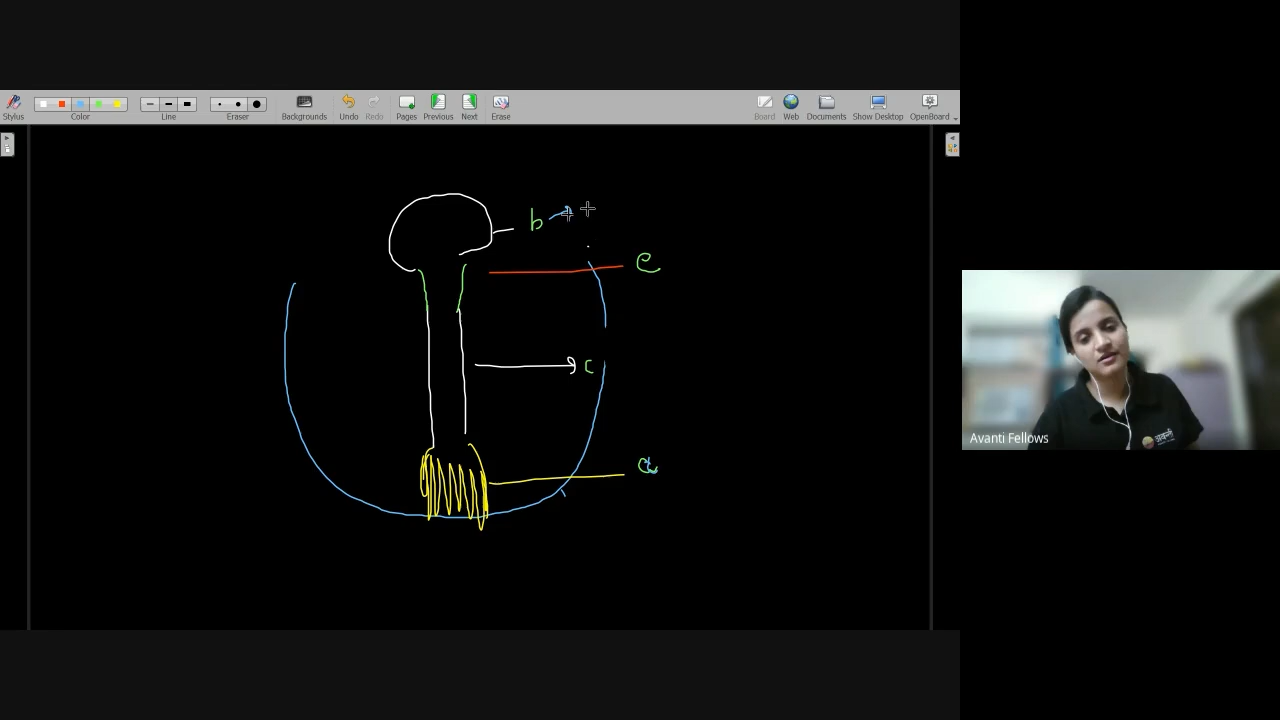 Stylus
Color
Line
Eraser
Backgrounds
Undo
Redo
Pages
Previous
Next
Erase
Board
Web
Documents
Show Desktop
OpenBoard
b
e
c
a
Avanti Fellows
अवन्ती